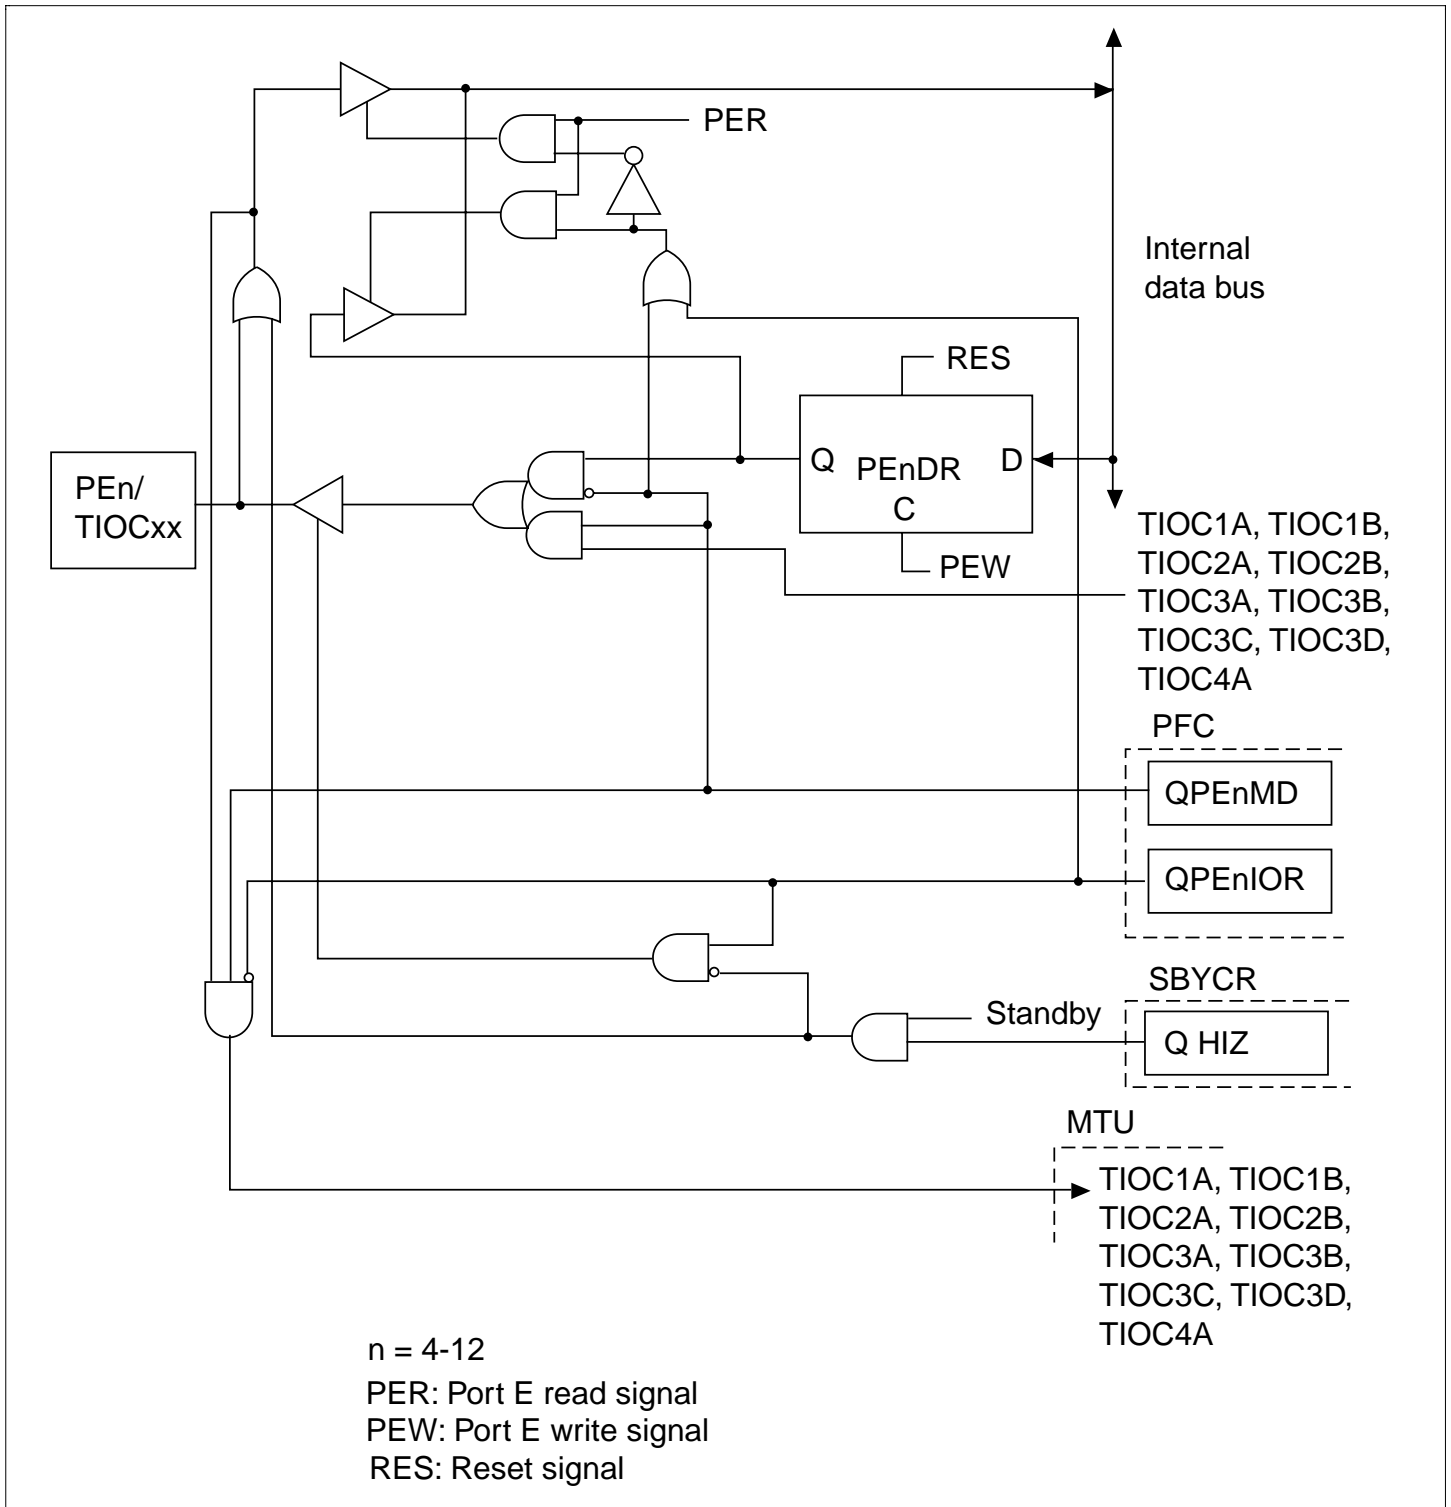 PER
Internal
data bus
RES
Q PEnDR D
C
PEW
PEn/
TIOCxx
TIOC1A, TIOC1B,
TIOC2A, TIOC2B,
TIOC3A, TIOC3B,
TIOC3C, TIOC3D,
TIOC4A
PFC
QPEnMD
QPEnIOR
SBYCR
Standby
Q HIZ
MTU
TIOC1A, TIOC1B,
TIOC2A, TIOC2B,
TIOC3A, TIOC3B,
TIOC3C, TIOC3D,
TIOC4A
n = 4-12
PER: Port E read signal
PEW: Port E write signal
RES: Reset signal